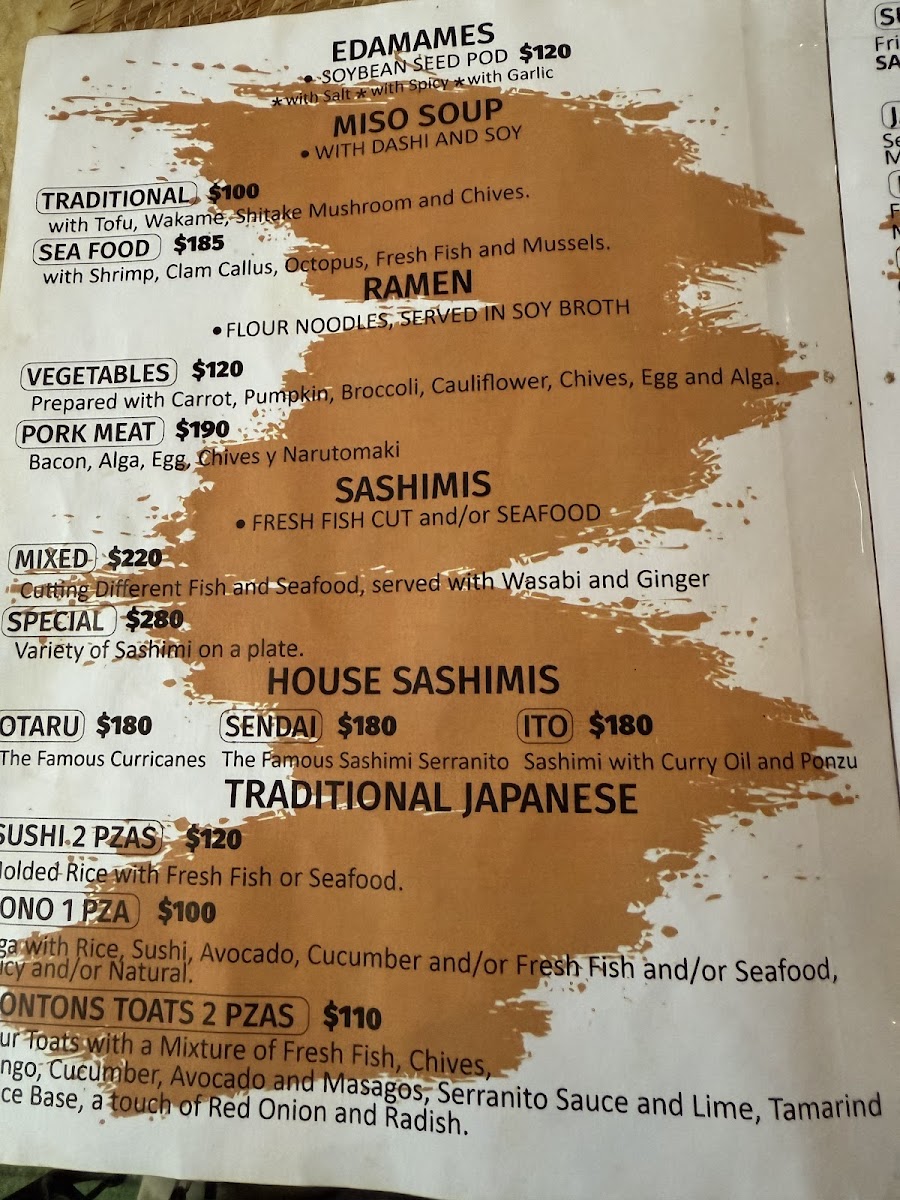 EDAMAMES
• SOYBEAN SEED POD $120
*with Salt *with Spicy *with Garlic
MISO SOUP
• WITH DASHI AND SOY
TRADITIONAL $100
with Tofu, Wakame, Shitake Mushroom and Chives.
SEA FOOD $185
with Shrimp, Clam Callus, Octopus, Fresh Fish and Mussels.
RAMEN
• FLOUR NOODLES, SERVED IN SOY BROTH
VEGETABLES $120
Prepared with Carrot, Pumpkin, Broccoli, Cauliflower, Chives, Egg and Alga.
PORK MEAT $190
Bacon, Alga, Egg, Chives y Narutomaki
SASHIMIS
• FRESH FISH CUT and/or SEAFOOD
MIXED $220
Cutting Different Fish and Seafood, served with Wasabi and Ginger
SPECIAL $280
Variety of Sashimi on a plate.
HOUSE SASHIMIS
OTARU $180 SENDAI $180 ITO $180
The Famous Curricanes The Famous Sashimi Serranito Sashimi with Curry Oil and Ponzu
TRADITIONAL JAPANESE
SUSHI 2 PZAS $120
olded Rice with Fresh Fish or Seafood.
ONO 1 PZA $100
ga with Rice, Sushi, Avocado, Cucumber and/or Fresh Fish and/or Seafood,
icy and/or Natural.
ONTONS TOATS 2 PZAS $110
ur Toats with a Mixture of Fresh Fish, Chives,
ngo, Cucumber, Avocado and Masagos, Serranito Sauce and Lime, Tamarind
ce Base, a touch of Red Onion and Radish.